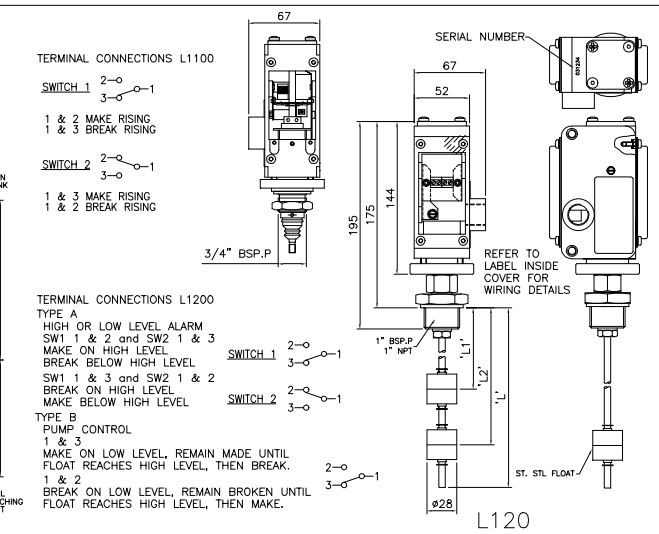 67
TERMINAL CONNECTIONS L1100
SWITCH 1
2
3
1
1 & 2 MAKE RISING
1 & 3 BREAK RISING
SWITCH 2
2
3
1
1 & 3 MAKE RISING
1 & 2 BREAK RISING
3/4" BSP.P
SERIAL NUMBER
031234
67
52
195
175
144
REFER TO
LABEL INSIDE
COVER FOR
WIRING DETAILS
1" BSP.P
1" NPT
'L1'
'L2'
'L'
ST. STL FLOAT
ø28
L120
TERMINAL CONNECTIONS L1200
TYPE A
HIGH OR LOW LEVEL ALARM
SW1 1 & 2 and SW2 1 & 3
MAKE ON HIGH LEVEL
BREAK BELOW HIGH LEVEL
SW1 1 & 3 and SW2 1 & 2
BREAK ON HIGH LEVEL
MAKE BELOW HIGH LEVEL
SWITCH 1
2
3
1
SWITCH 2
2
3
1
TYPE B
PUMP CONTROL
1 & 3
MAKE ON LOW LEVEL, REMAIN MADE UNTIL
FLOAT REACHES HIGH LEVEL, THEN BREAK.
1 & 2
BREAK ON LOW LEVEL, REMAIN BROKEN UNTIL
FLOAT REACHES HIGH LEVEL, THEN MAKE.
2
3
1
N
NK
L
CHING
T